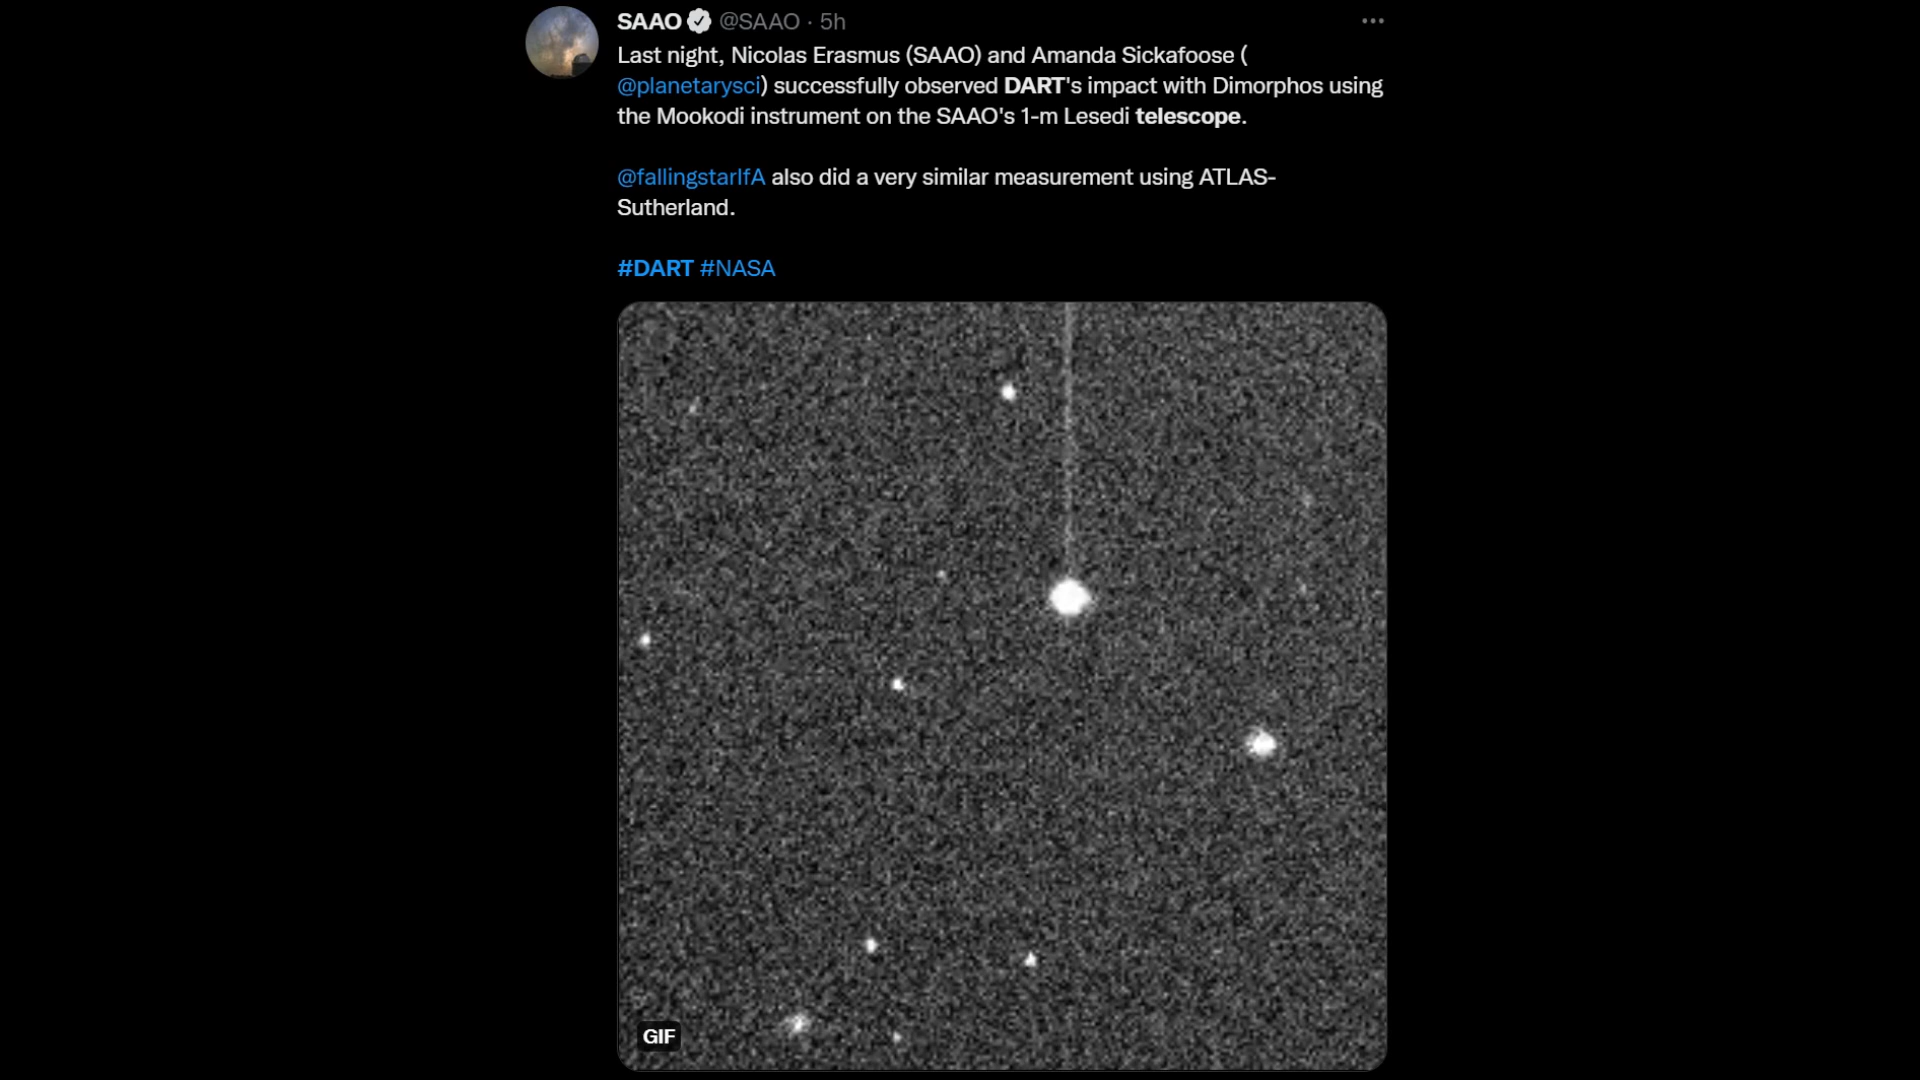 SAAO @SAAO · 5h
Last night, Nicolas Erasmus (SAAO) and Amanda Sickafoose (
@planetarysci) successfully observed DART's impact with Dimorphos using
the Mookodi instrument on the SAAO's 1-m Lesedi telescope.
@fallingstarIfA also did a very similar measurement using ATLAS-
Sutherland.
#DART #NASA
GIF